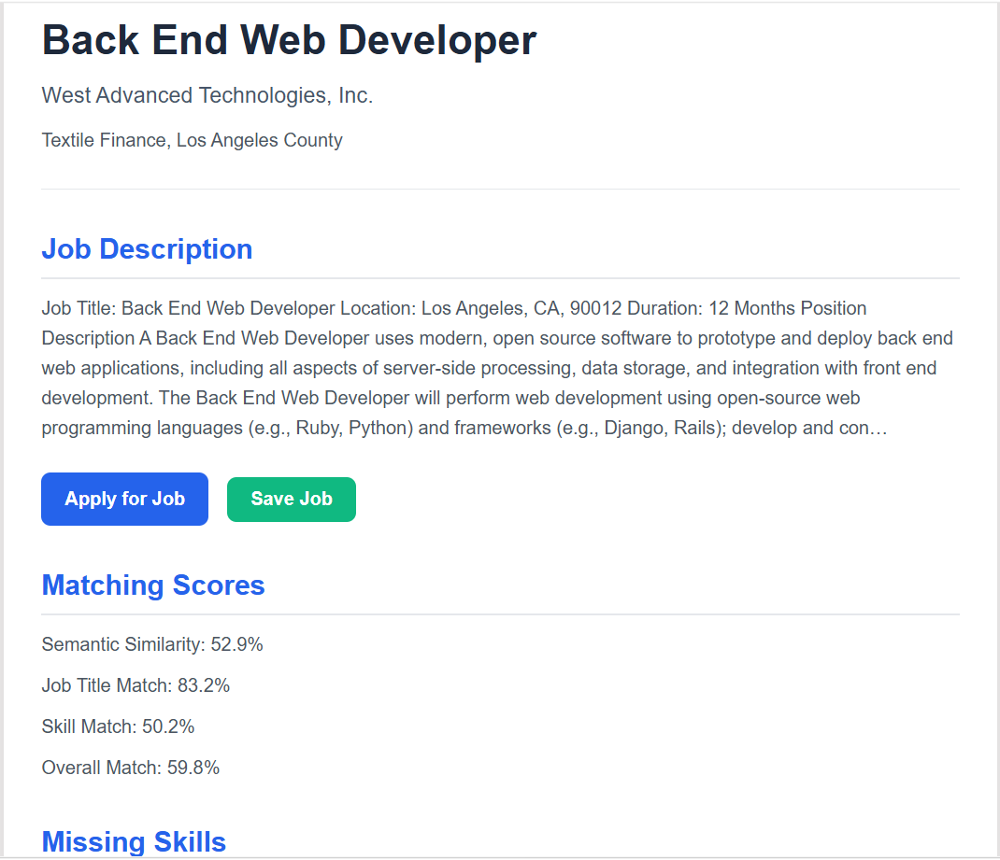 Back End Web Developer
West Advanced Technologies, Inc.
Textile Finance, Los Angeles County
Job Description
Job Title: Back End Web Developer Location: Los Angeles, CA, 90012 Duration: 12 Months Position
Description A Back End Web Developer uses modern, open source software to prototype and deploy back end
web applications, including all aspects of server-side processing, data storage, and integration with front end
development. The Back End Web Developer will perform web development using open-source web
programming languages (e.g., Ruby, Python) and frameworks (e.g., Django, Rails); develop and con…
Apply for Job
Save Job
Matching Scores
Semantic Similarity: 52.9%
Job Title Match: 83.2%
Skill Match: 50.2%
Overall Match: 59.8%
Missing Skills